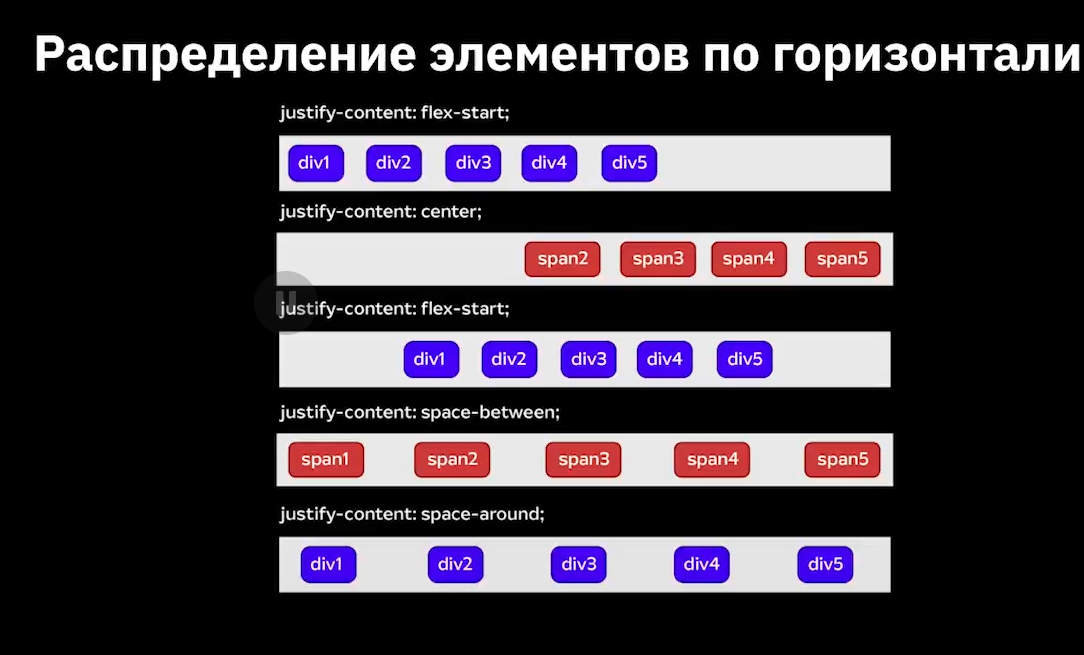 Распределение элементов по горизонтали
justify-content: flex-start;
div1 div2 div3 div4 div5
justify-content: center;
span2 span3 span4 span5
justify-content: flex-start;
div1 div2 div3 div4 div5
justify-content: space-between;
span1 span2 span3 span4 span5
justify-content: space-around;
div1 div2 div3 div4 div5